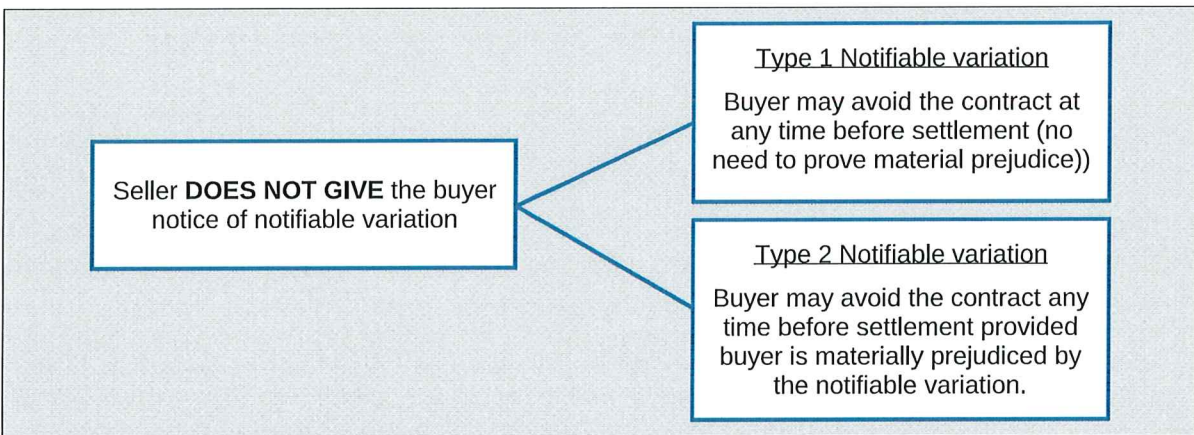 Seller DOES NOT GIVE the buyer
notice of notifiable variation
Type 1 Notifiable variation
Buyer may avoid the contract at
any time before settlement (no
need to prove material prejudice))
Type 2 Notifiable variation
Buyer may avoid the contract any
time before settlement provided
buyer is materially prejudiced by
the notifiable variation.